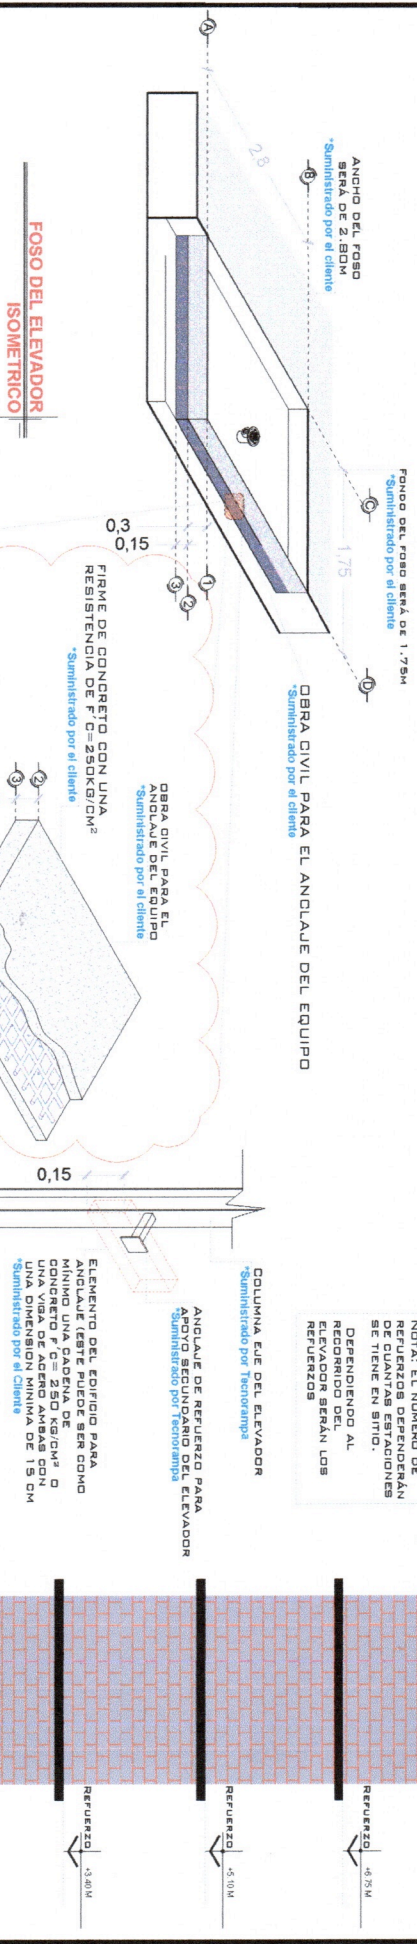 A
2,8
B
ANCHO DEL FOSO
SERÁ DE 2.80M
*Suministrado por el cliente
FOSO DEL ELEVADOR
ISOMETRICO
FONDO DEL FOSO SERÁ DE 1.75M
*Suministrado por el cliente
C
1,75
D
0,3
0,15
1
2
3
OBRA CIVIL PARA EL ANCLAJE DEL EQUIPO
*Suministrado por el cliente
FIRME DE CONCRETO CON UNA
RESISTENCIA DE F'C=250KG/CM²
*Suministrado por el cliente
OBRA CIVIL PARA EL
ANCLAJE DEL EQUIPO
*Suministrado por el cliente
2
3
0,15
NOTA: EL NÚMERO DE
REFUERZOS DEPENDERÁN
DE CUANTAS ESTACIONES
SE TIENE EN SITIO.
DEPENDIENDO AL
RECORRIDO DEL
ELEVADOR SERÁN LOS
REFUERZOS
COLUMNA EJE DEL ELEVADOR
*Suministrado por Tecnorampa
ANCLAJE DE REFUERZO PARA
APOYO SECUNDARIO DEL ELEVADOR
*Suministrado por Tecnorampa
ELEMENTO DEL EDIFICIO PARA
ANCLAJE (ESTE PUEDE SER COMO
MÍNIMO UNA CADENA DE
CONCRETO F'C= 250 KG/CM² O
UNA VIGA DE ACERO AMBAS CON
UNA DIMENSIÓN MÍNIMA DE 15 CM
*Suministrado por el Cliente
REFUERZO
+6.75 M
REFUERZO
+5.10 M
REFUERZO
+3.40 M